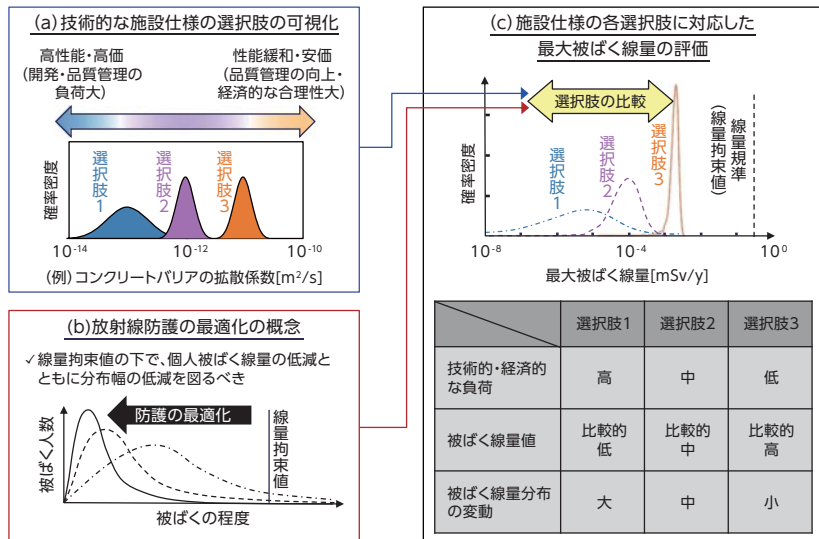 (a)技術的な施設仕様の選択肢の可視化
高性能・高価
(開発・品質管理の
負荷大)
性能緩和・安価
(品質管理の向上・
経済的な合理性大)
確率密度
選択肢1
選択肢2
選択肢3
10-14
10-12
10-10
(例)コンクリートバリアの拡散係数[m2/s]
(b)放射線防護の最適化の概念
✓線量拘束値の下で、個人被ばく線量の低減と
ともに分布幅の低減を図るべき
被ばく人数
防護の最適化
線量拘束値
被ばくの程度
(c)施設仕様の各選択肢に対応した
最大被ばく線量の評価
選択肢の比較
確率密度
選択肢1
選択肢2
選択肢3
線量規準
(線量拘束値)
10-8
10-4
100
最大被ばく線量[mSv/y]
選択肢1 選択肢2 選択肢3
技術的・経済的
な負荷
高 中 低
被ばく線量値
比較的
低
比較的
中
比較的
高
被ばく線量分布
の変動
大 中 小